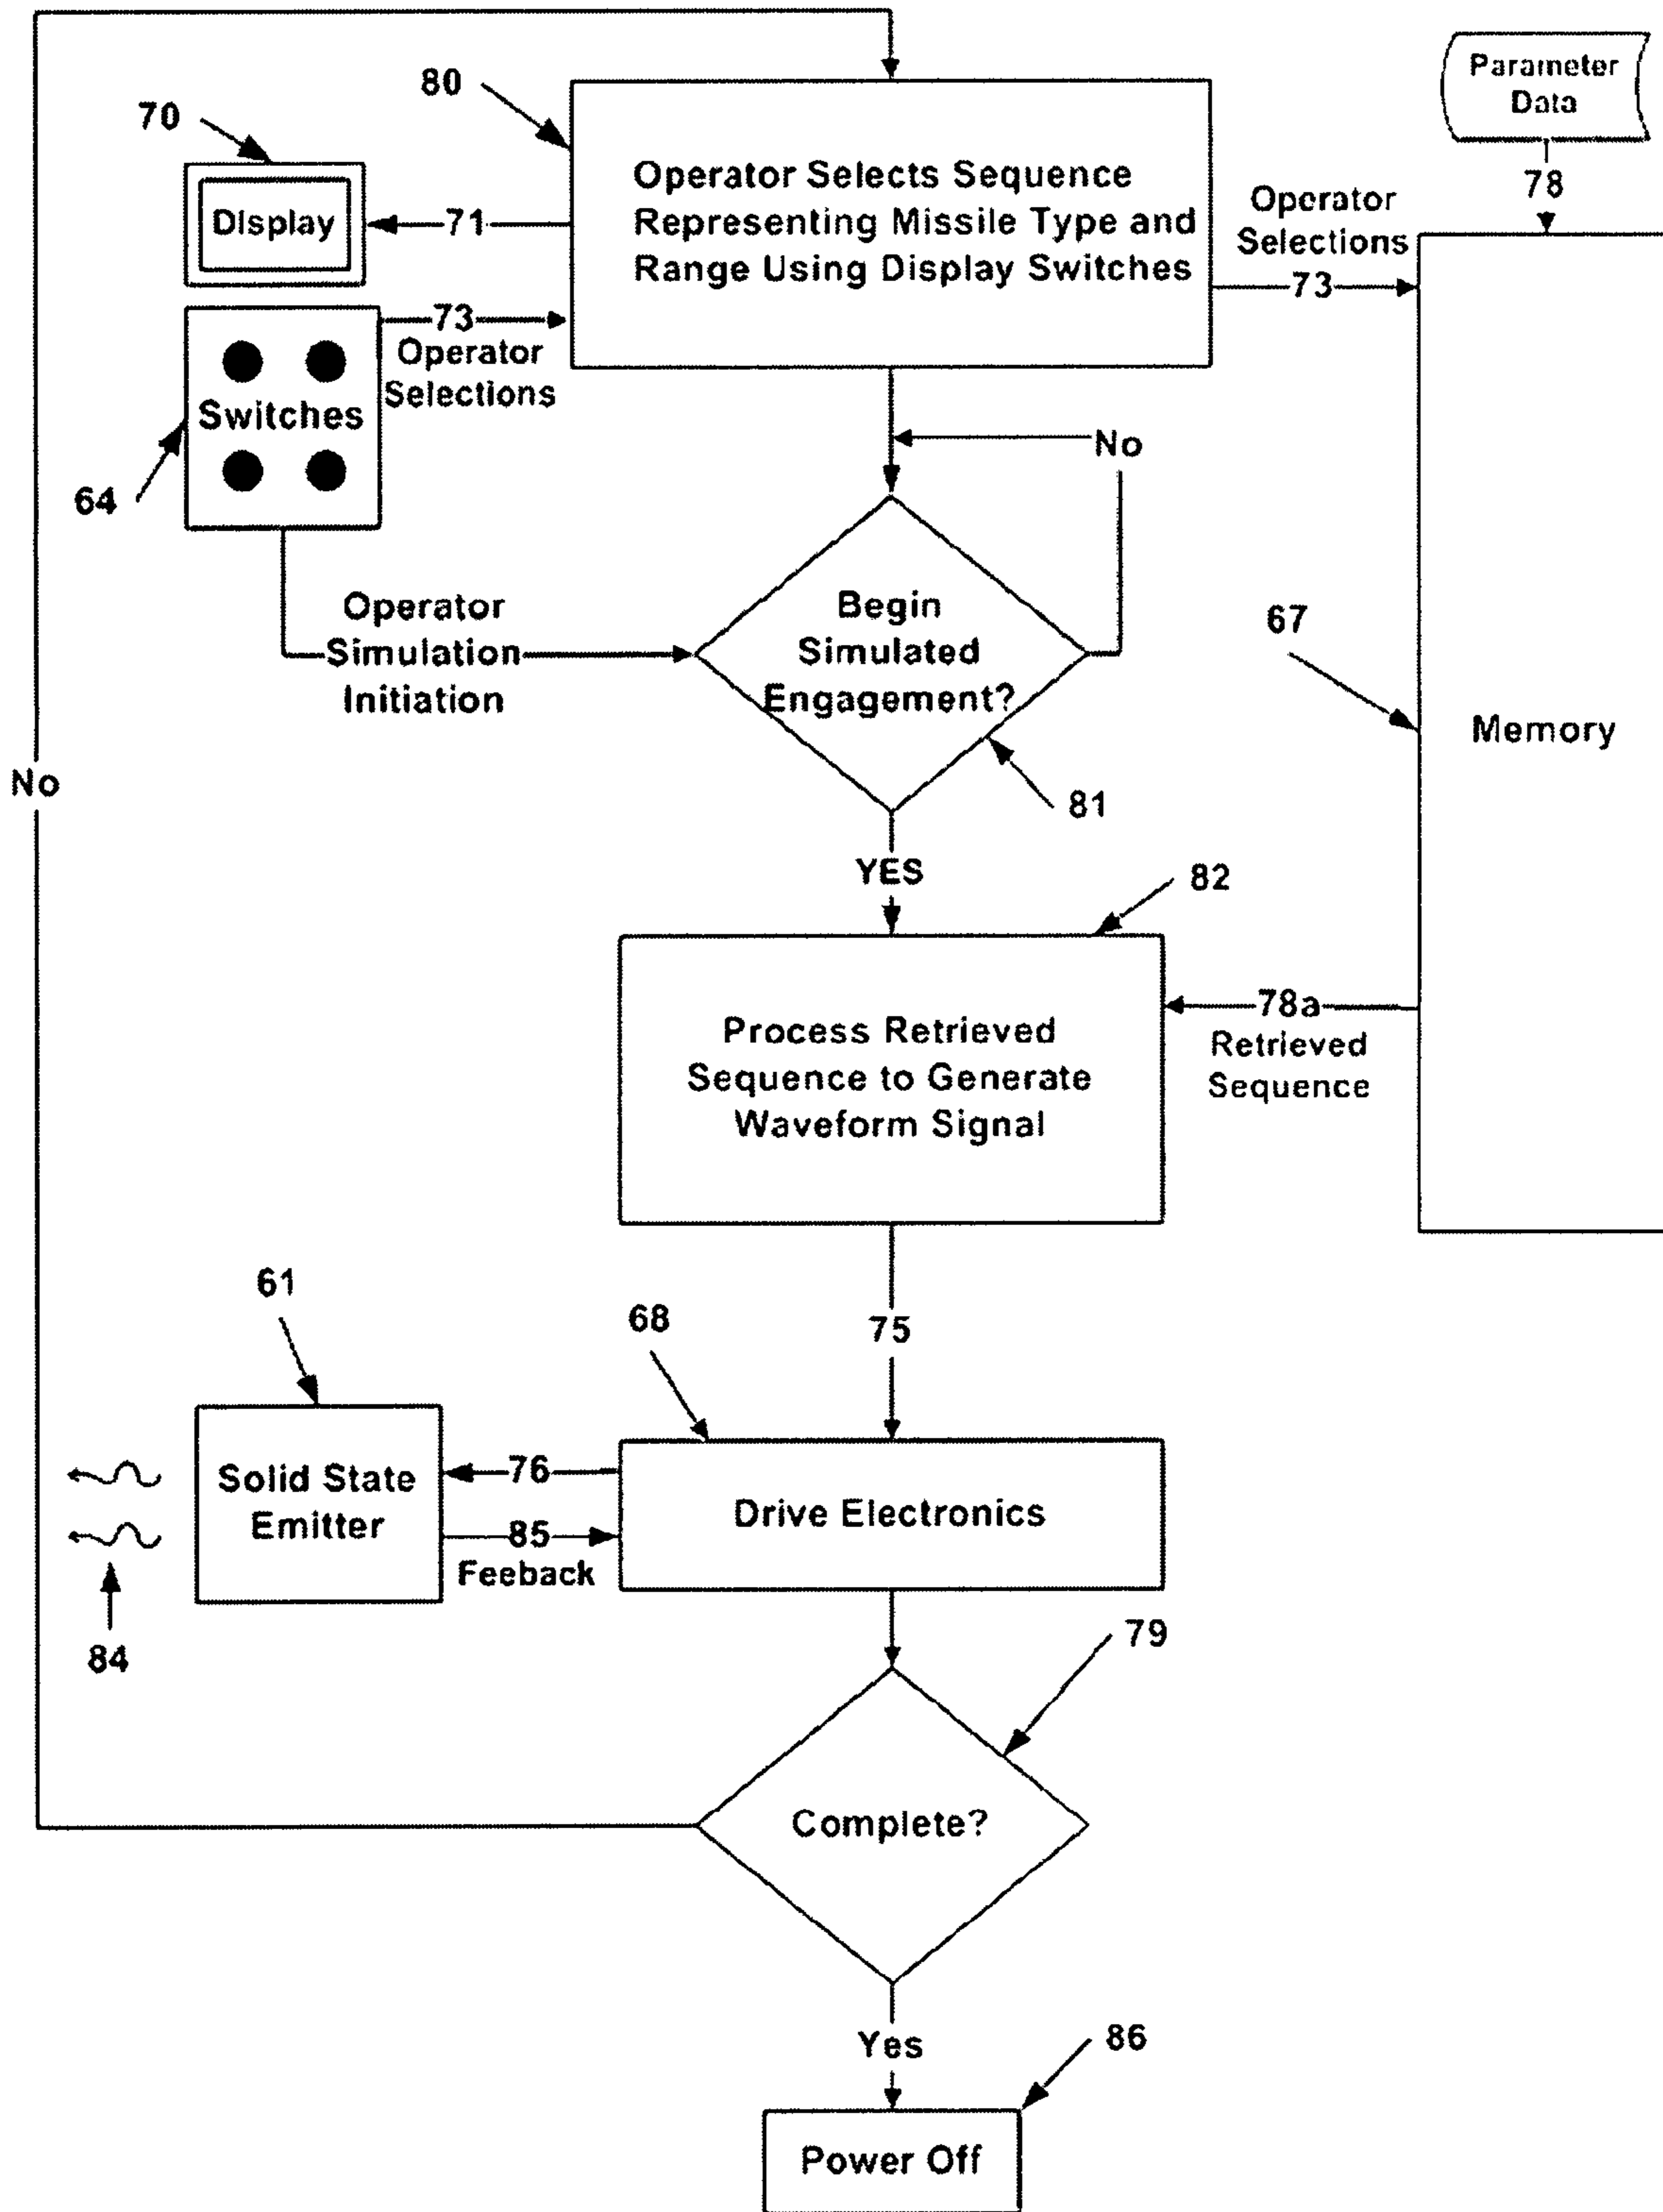 Parameter
Data
78
80
70
Operator Selects Sequence
Representing Missile Type and
Range Using Display Switches
Operator
Selections
73
Display
71
73
Operator
Selections
Switches
64
No
Operator
Simulation
Initiation
Begin
Simulated
Engagement?
81
67
Memory
No
YES
82
Process Retrieved
Sequence to Generate
Waveform Signal
78a
Retrieved
Sequence
75
61
68
Solid State
Emitter
76
85
Feeback
Drive Electronics
84
79
Complete?
Yes
86
Power Off